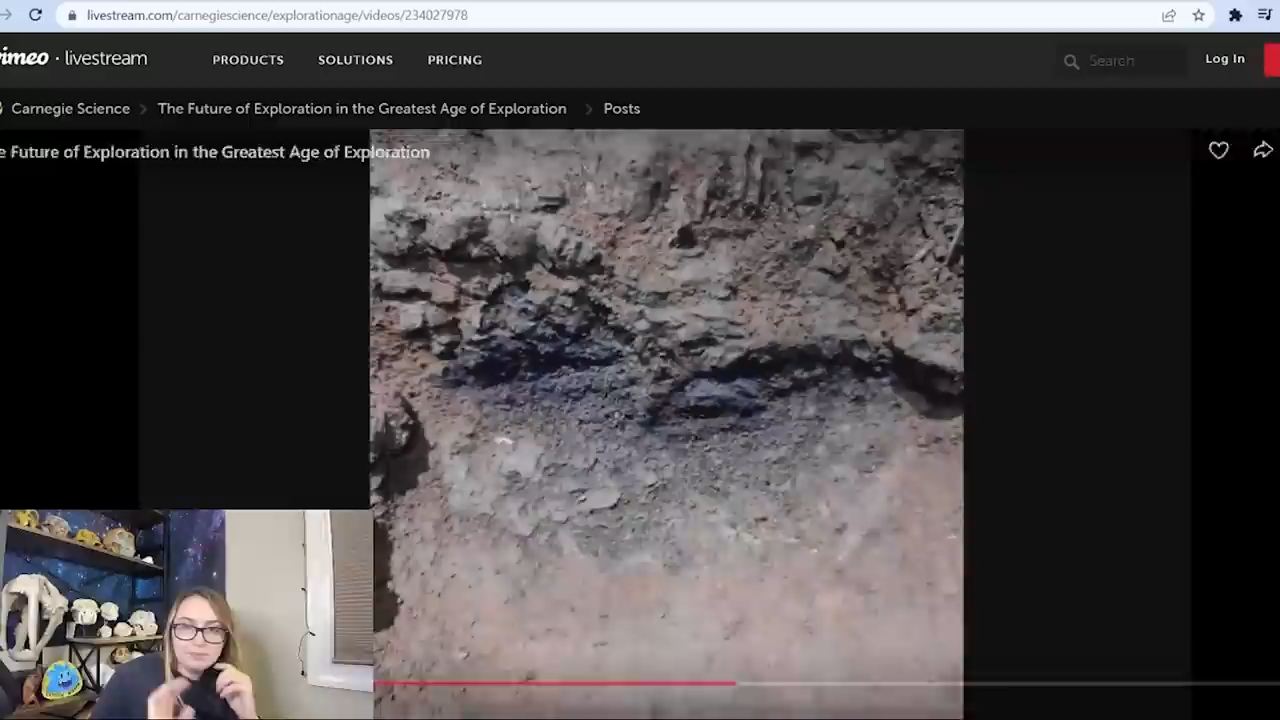 livestream.com/carnegiescience/explorationage/videos/234027978
imeo · livestream
PRODUCTS
SOLUTIONS
PRICING
Search
Log In
Carnegie Science
The Future of Exploration in the Greatest Age of Exploration
Posts
e Future of Exploration in the Greatest Age of Exploration